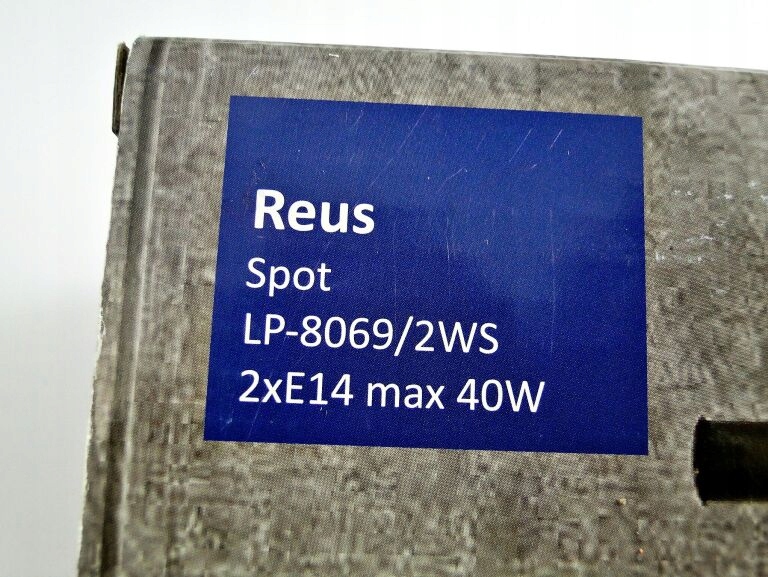 Reus
Spot
LP-8069/2WS
2xE14 max 40W